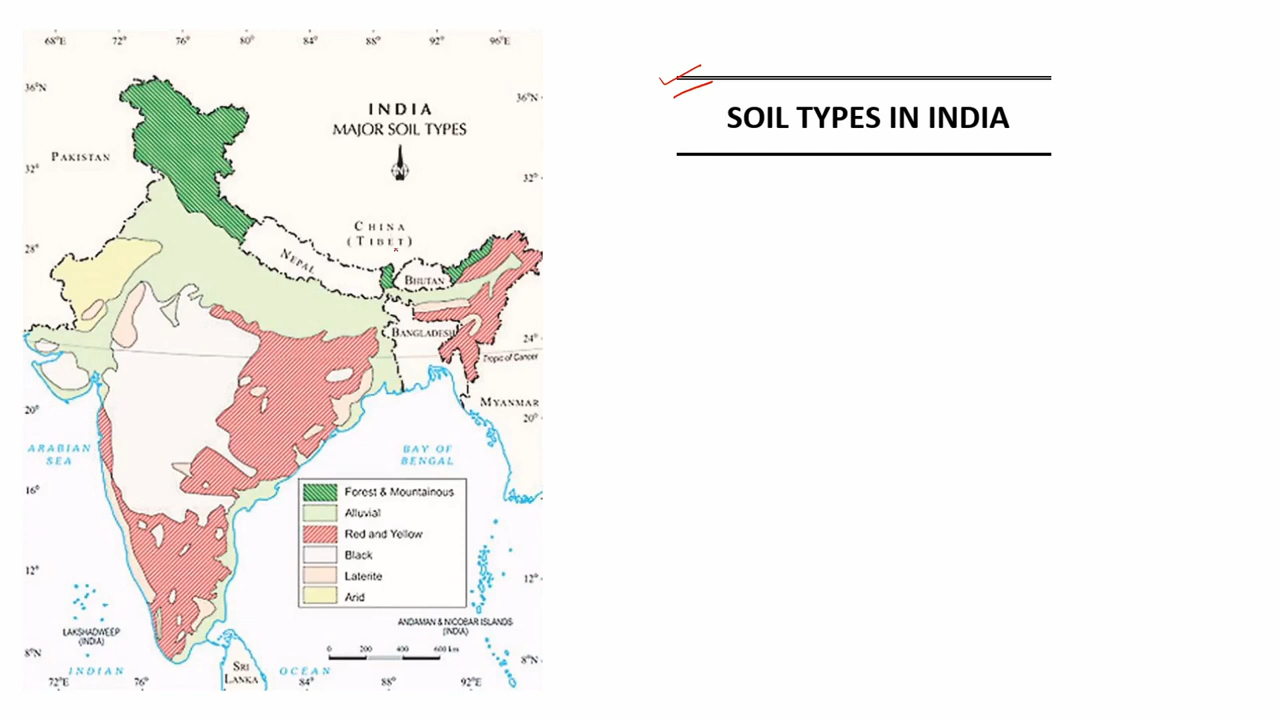 68°E 72° 76° 80° 84° 88° 92° 96°E
36°N
36°N
INDIA
MAJOR SOIL TYPES
N
PAKISTAN
32°
32°
CHINA
(TIBET)
28°
NEPAL
BHUTAN
BANGLADESH
24°
Tropic of Cancer
MYANMAR
20°
20°
ARABIAN
SEA
BAY OF
BENGAL
16°
Forest & Mountainous
Alluvial
Red and Yellow
Black
Laterite
Arid
12°
12°
LAKSHADWEEP
(INDIA)
ANDAMAN & NICOBAR ISLANDS
(INDIA)
0 200 400 600 km
8°N
8°N
INDIAN OCEAN
SRI
LANKA
72°E 76° 84° 88° 92°E
SOIL TYPES IN INDIA